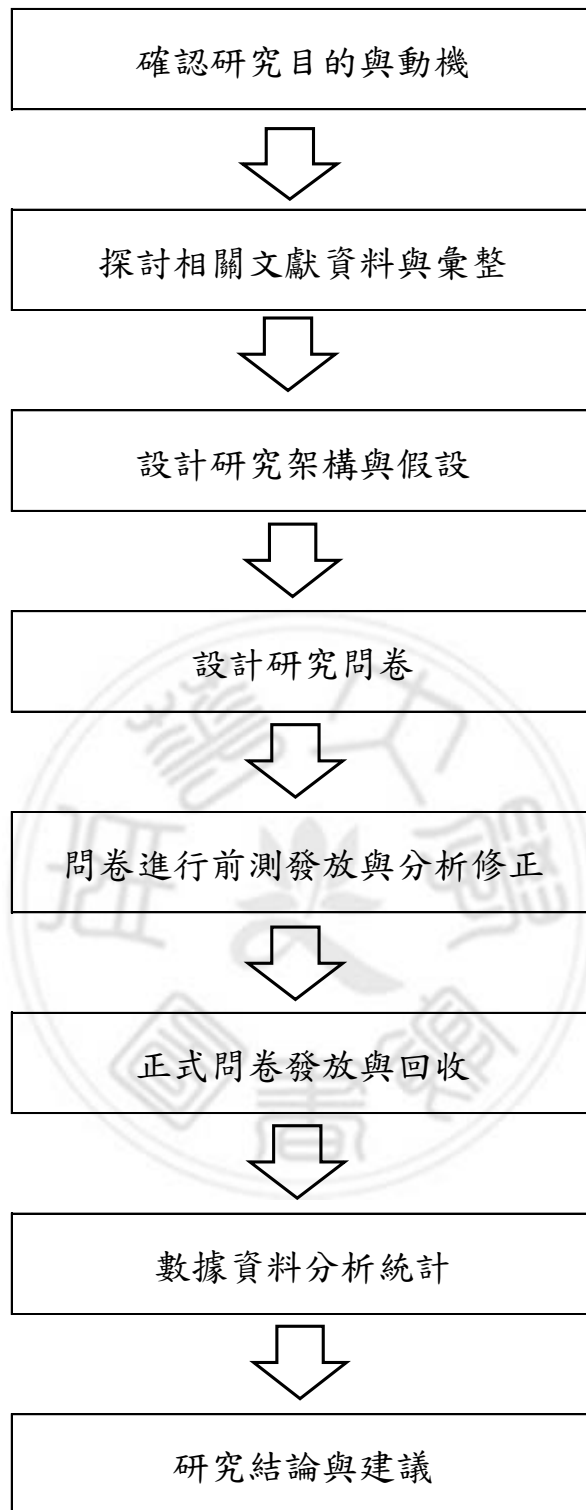 確認研究目的與動機
探討相關文獻資料與彙整
設計研究架構與假設
設計研究問卷
問卷進行前測發放與分析修正
正式問卷發放與回收
數據資料分析統計
研究結論與建議